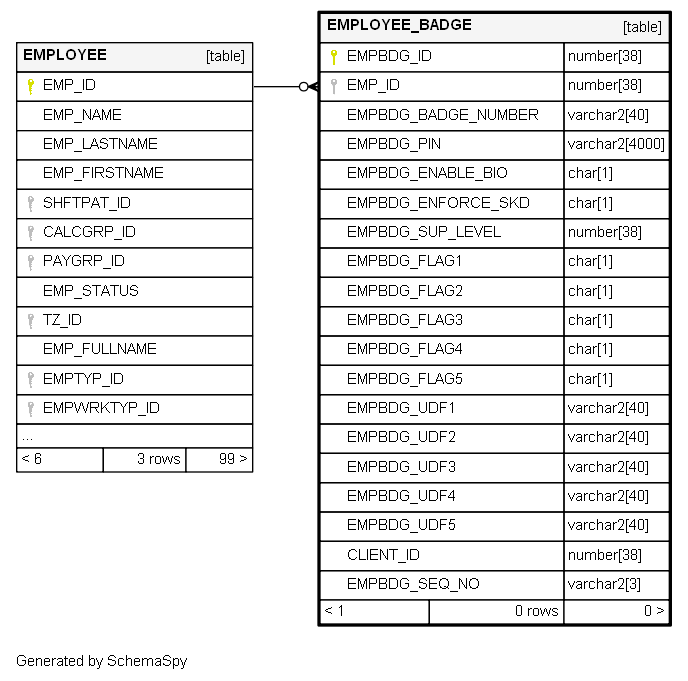 EMPLOYEE [table]
EMP_ID
EMP_NAME
EMP_LASTNAME
EMP_FIRSTNAME
SHFTPAT_ID
CALCGRP_ID
PAYGRP_ID
EMP_STATUS
TZ_ID
EMP_FULLNAME
EMPTYP_ID
EMPWRKTYP_ID
...
< 6 3 rows 99 >
EMPLOYEE_BADGE [table]
EMPBDG_ID number[38]
EMP_ID number[38]
EMPBDG_BADGE_NUMBER varchar2[40]
EMPBDG_PIN varchar2[4000]
EMPBDG_ENABLE_BIO char[1]
EMPBDG_ENFORCE_SKD char[1]
EMPBDG_SUP_LEVEL number[38]
EMPBDG_FLAG1 char[1]
EMPBDG_FLAG2 char[1]
EMPBDG_FLAG3 char[1]
EMPBDG_FLAG4 char[1]
EMPBDG_FLAG5 char[1]
EMPBDG_UDF1 varchar2[40]
EMPBDG_UDF2 varchar2[40]
EMPBDG_UDF3 varchar2[40]
EMPBDG_UDF4 varchar2[40]
EMPBDG_UDF5 varchar2[40]
CLIENT_ID number[38]
EMPBDG_SEQ_NO varchar2[3]
< 1 0 rows 0 >
Generated by SchemaSpy